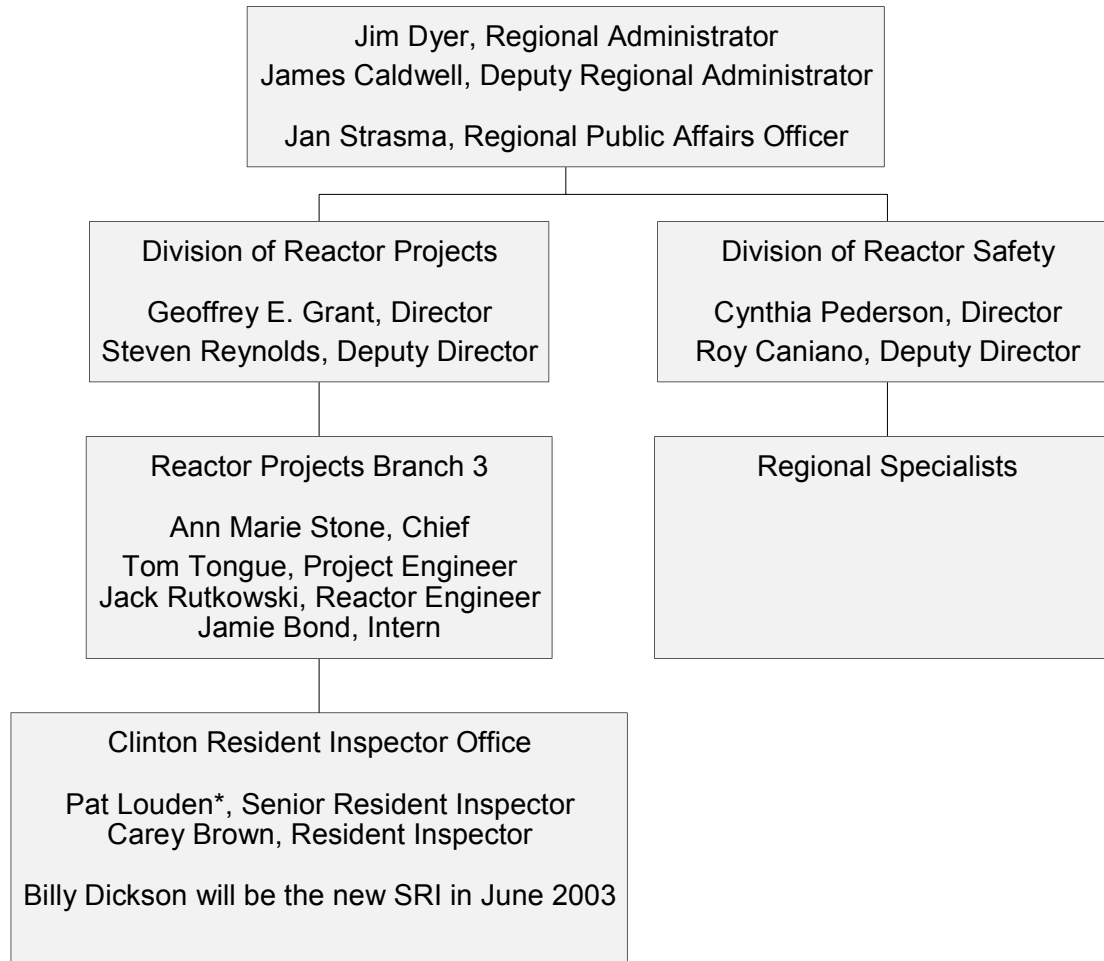 Jim Dyer, Regional Administrator
James Caldwell, Deputy Regional Administrator
Jan Strasma, Regional Public Affairs Officer
Division of Reactor Projects
Geoffrey E. Grant, Director
Steven Reynolds, Deputy Director
Division of Reactor Safety
Cynthia Pederson, Director
Roy Caniano, Deputy Director
Reactor Projects Branch 3
Ann Marie Stone, Chief
Tom Tongue, Project Engineer
Jack Rutkowski, Reactor Engineer
Jamie Bond, Intern
Regional Specialists
Clinton Resident Inspector Office
Pat Louden*, Senior Resident Inspector
Carey Brown, Resident Inspector
Billy Dickson will be the new SRI in June 2003